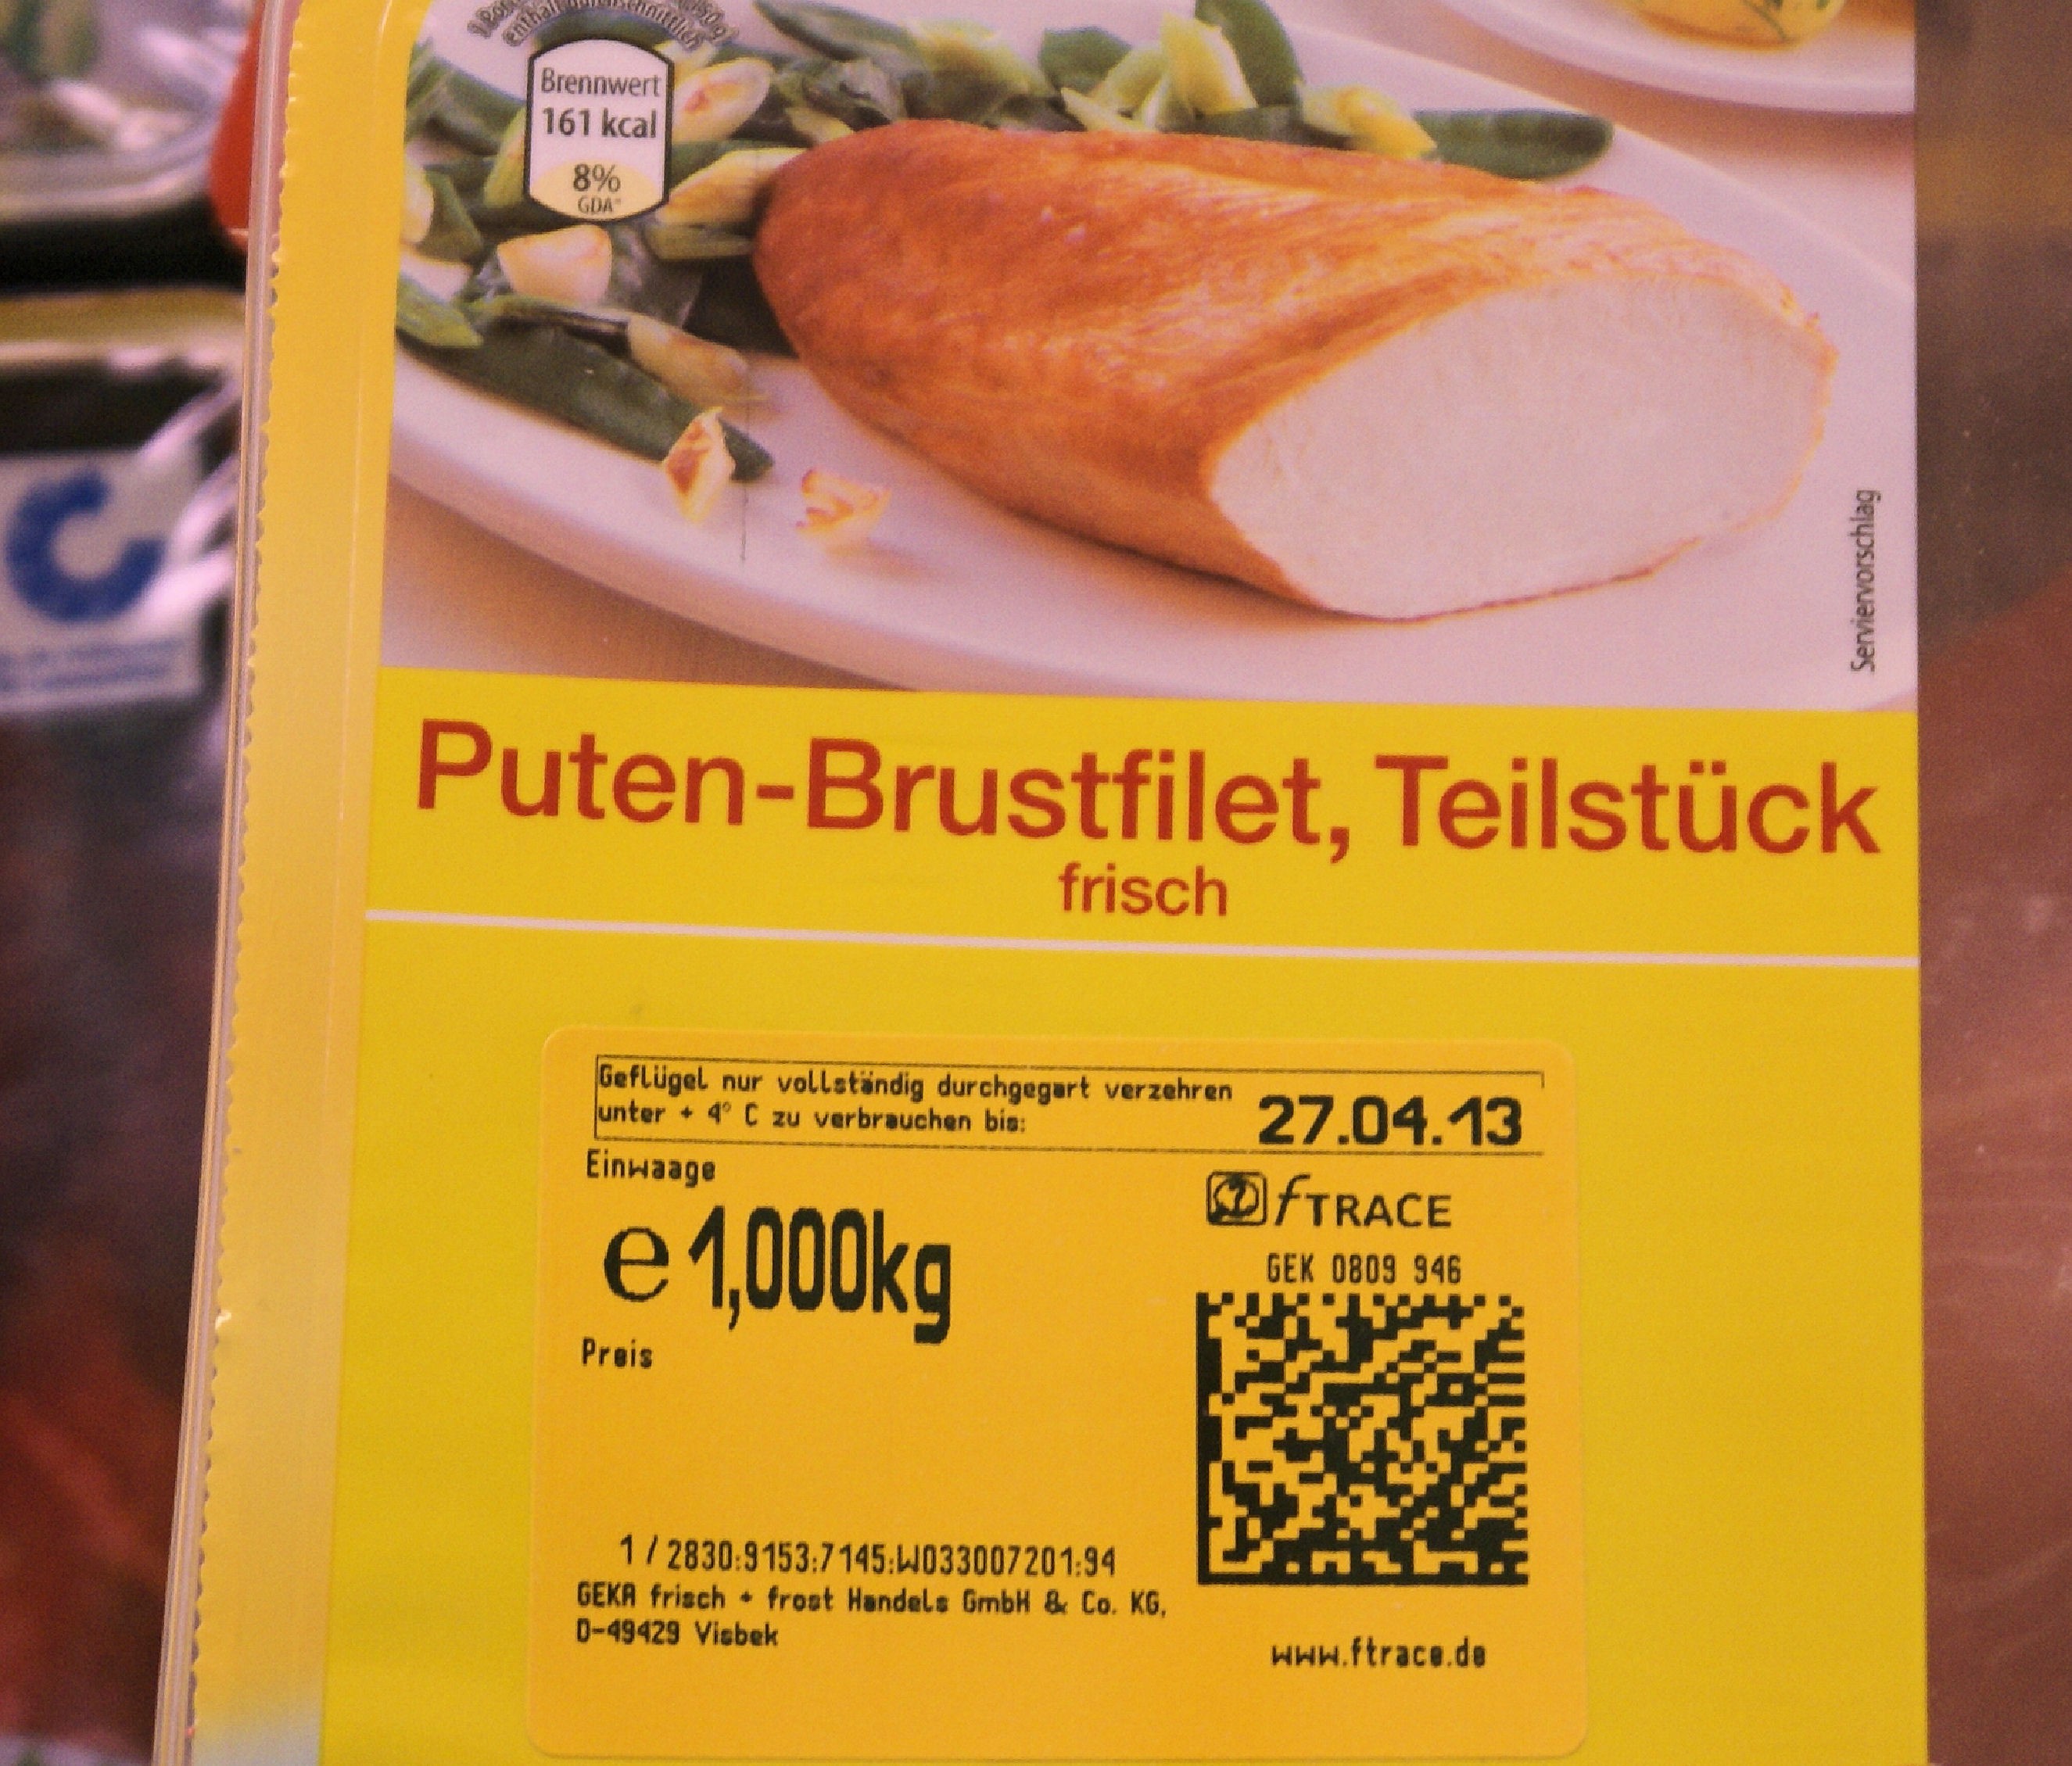 enthält durchschnittlich
Brennwert
161 kcal
8%
GDA*
Serviervorschlag
Puten-Brustfilet, Teilstück
frisch
Geflügel nur vollständig durchgegart verzehren
unter + 4° C zu verbrauchen bis:
27.04.13
Einwaage
e 1,000kg
fTRACE
GEK 0809 946
Preis
1 / 2830:9153:7145:W033007201:94
GEKA frisch + frost Handels GmbH & Co. KG,
D-49429 Visbek
www.ftrace.de